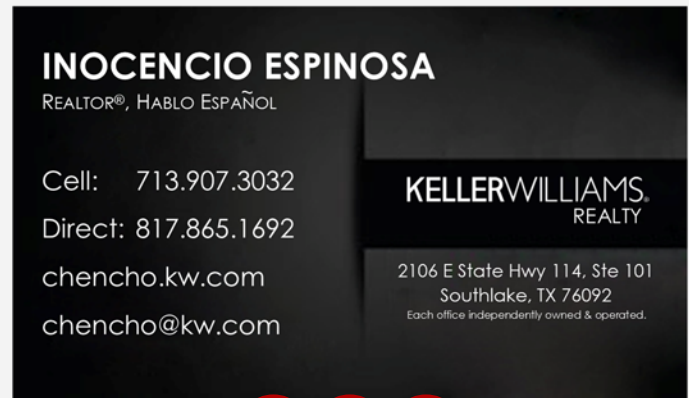 INOCENCIO ESPINOSA
REALTOR®, HABLO ESPAÑOL
Cell: 713.907.3032
Direct: 817.865.1692
chencho.kw.com
chencho@kw.com
KELLERWILLIAMS®
REALTY
2106 E State Hwy 114, Ste 101
Southlake, TX 76092
Each office independently owned & operated.